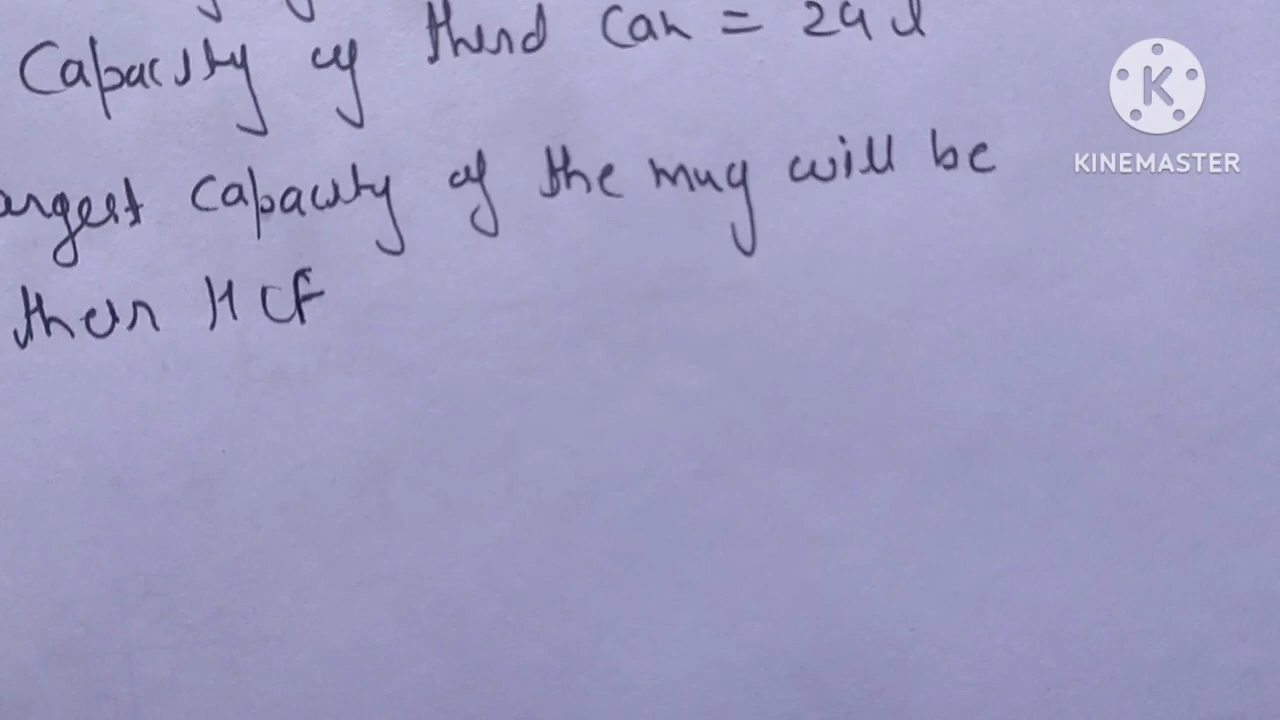 Capacity of third Can = 24 l
argest capacity of the mug will be
their HCF
K
KINEMASTER